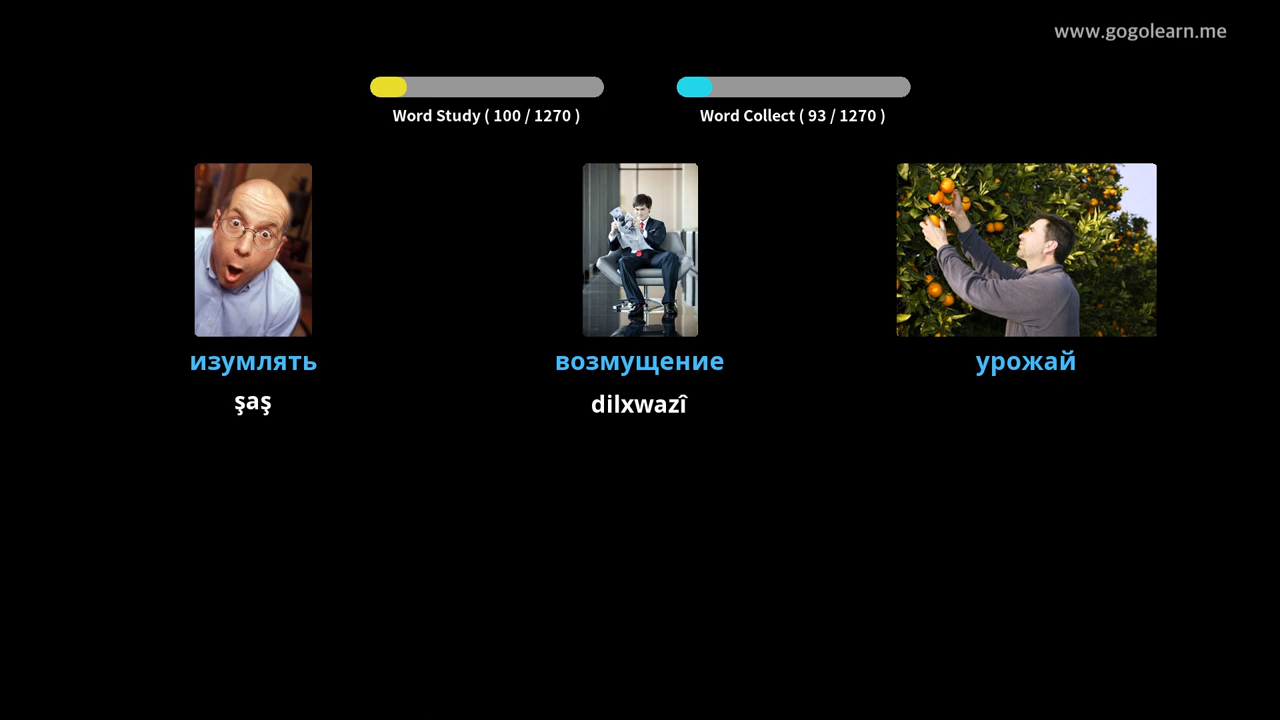 www.gogolearn.me
Word Study ( 100 / 1270 )
Word Collect ( 93 / 1270 )
изумлять
возмущение
урожай
şaş
dilxwazî